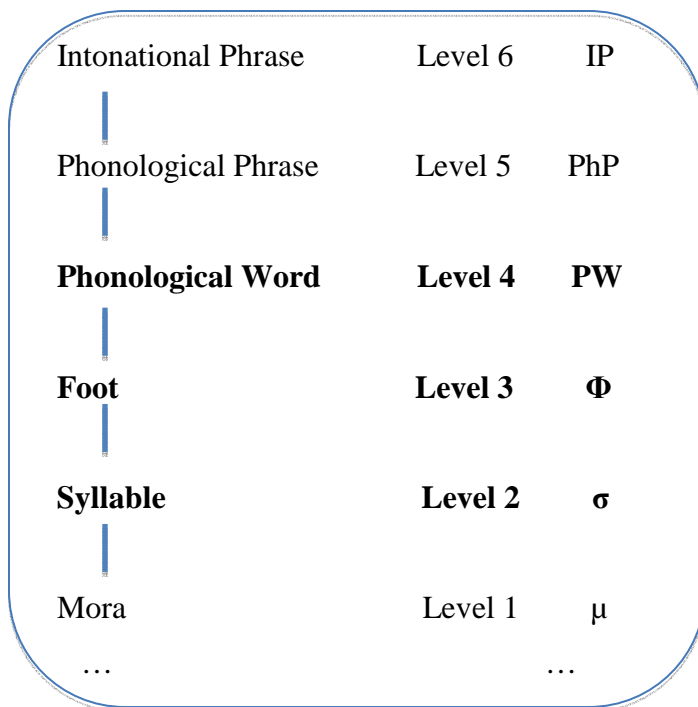 Intonational Phrase Level 6 IP
Phonological Phrase Level 5 PhP
Phonological Word Level 4 PW
Foot Level 3 Φ
Syllable Level 2 σ
Mora Level 1 μ
… …